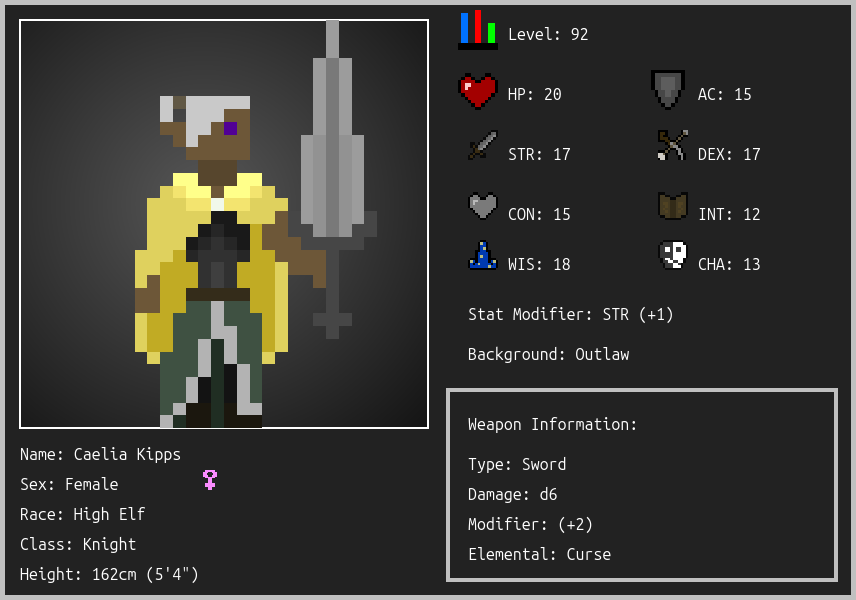 Level: 92
HP: 20
AC: 15
STR: 17
DEX: 17
CON: 15
INT: 12
WIS: 18
CHA: 13
Stat Modifier: STR (+1)
Background: Outlaw
Weapon Information:
Type: Sword
Damage: d6
Modifier: (+2)
Elemental: Curse
Name: Caelia Kipps
Sex: Female
Race: High Elf
Class: Knight
Height: 162cm (5'4")